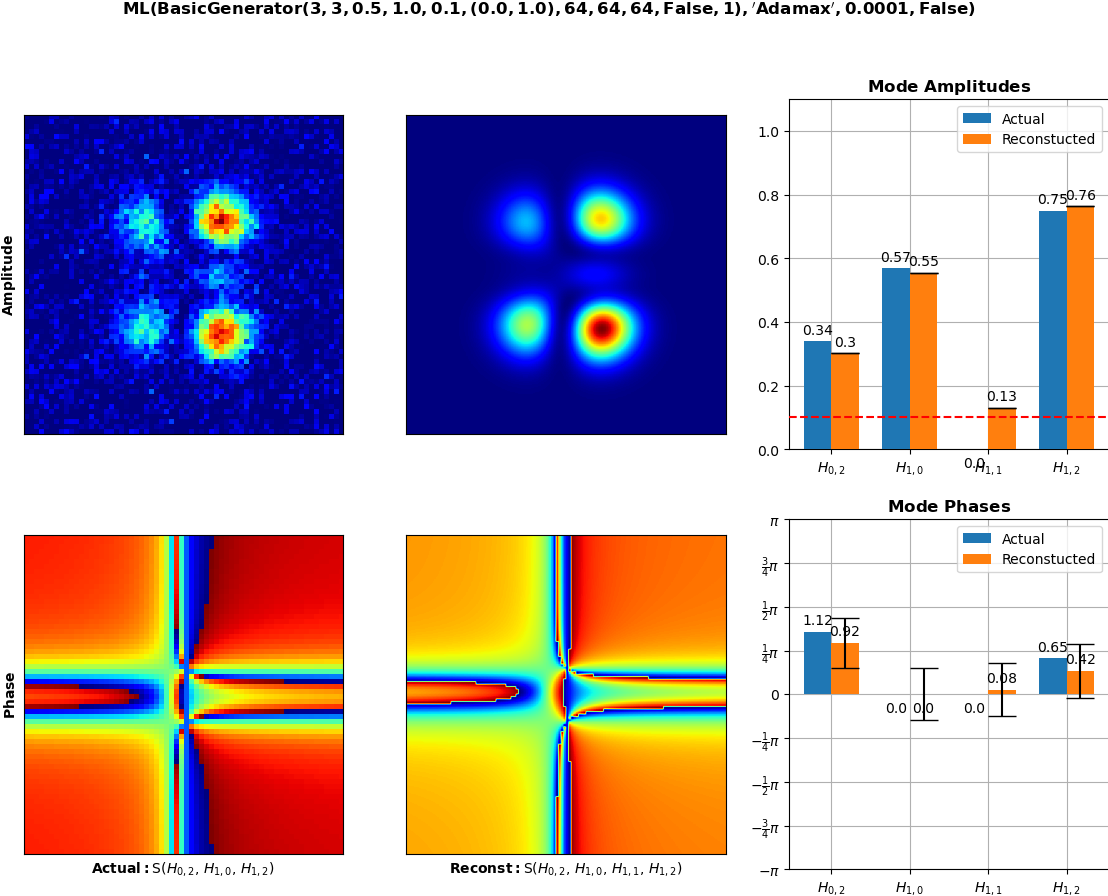 ML(BasicGenerator(3, 3, 0.5, 1.0, 0.1, (0.0, 1.0), 64, 64, 64, False, 1), 'Adamax', 0.0001, False)
Amplitude
Mode Amplitudes
Actual
Reconstucted
1.0
0.8
0.6
0.4
0.2
0.0
0.34
0.3
0.57
0.55
0.0
0.13
0.75
0.76
H0,2
H1,0
H1,1
H1,2
Phase
Actual: S(H0,2, H1,0, H1,2)
Reconst: S(H0,2, H1,0, H1,1, H1,2)
Mode Phases
Actual
Reconstucted
π
3/4π
1/2π
1/4π
0
−1/4π
−1/2π
−3/4π
−π
1.12
0.92
0.0
0.0
0.0
0.08
0.65
0.42
H0,2
H1,0
H1,1
H1,2